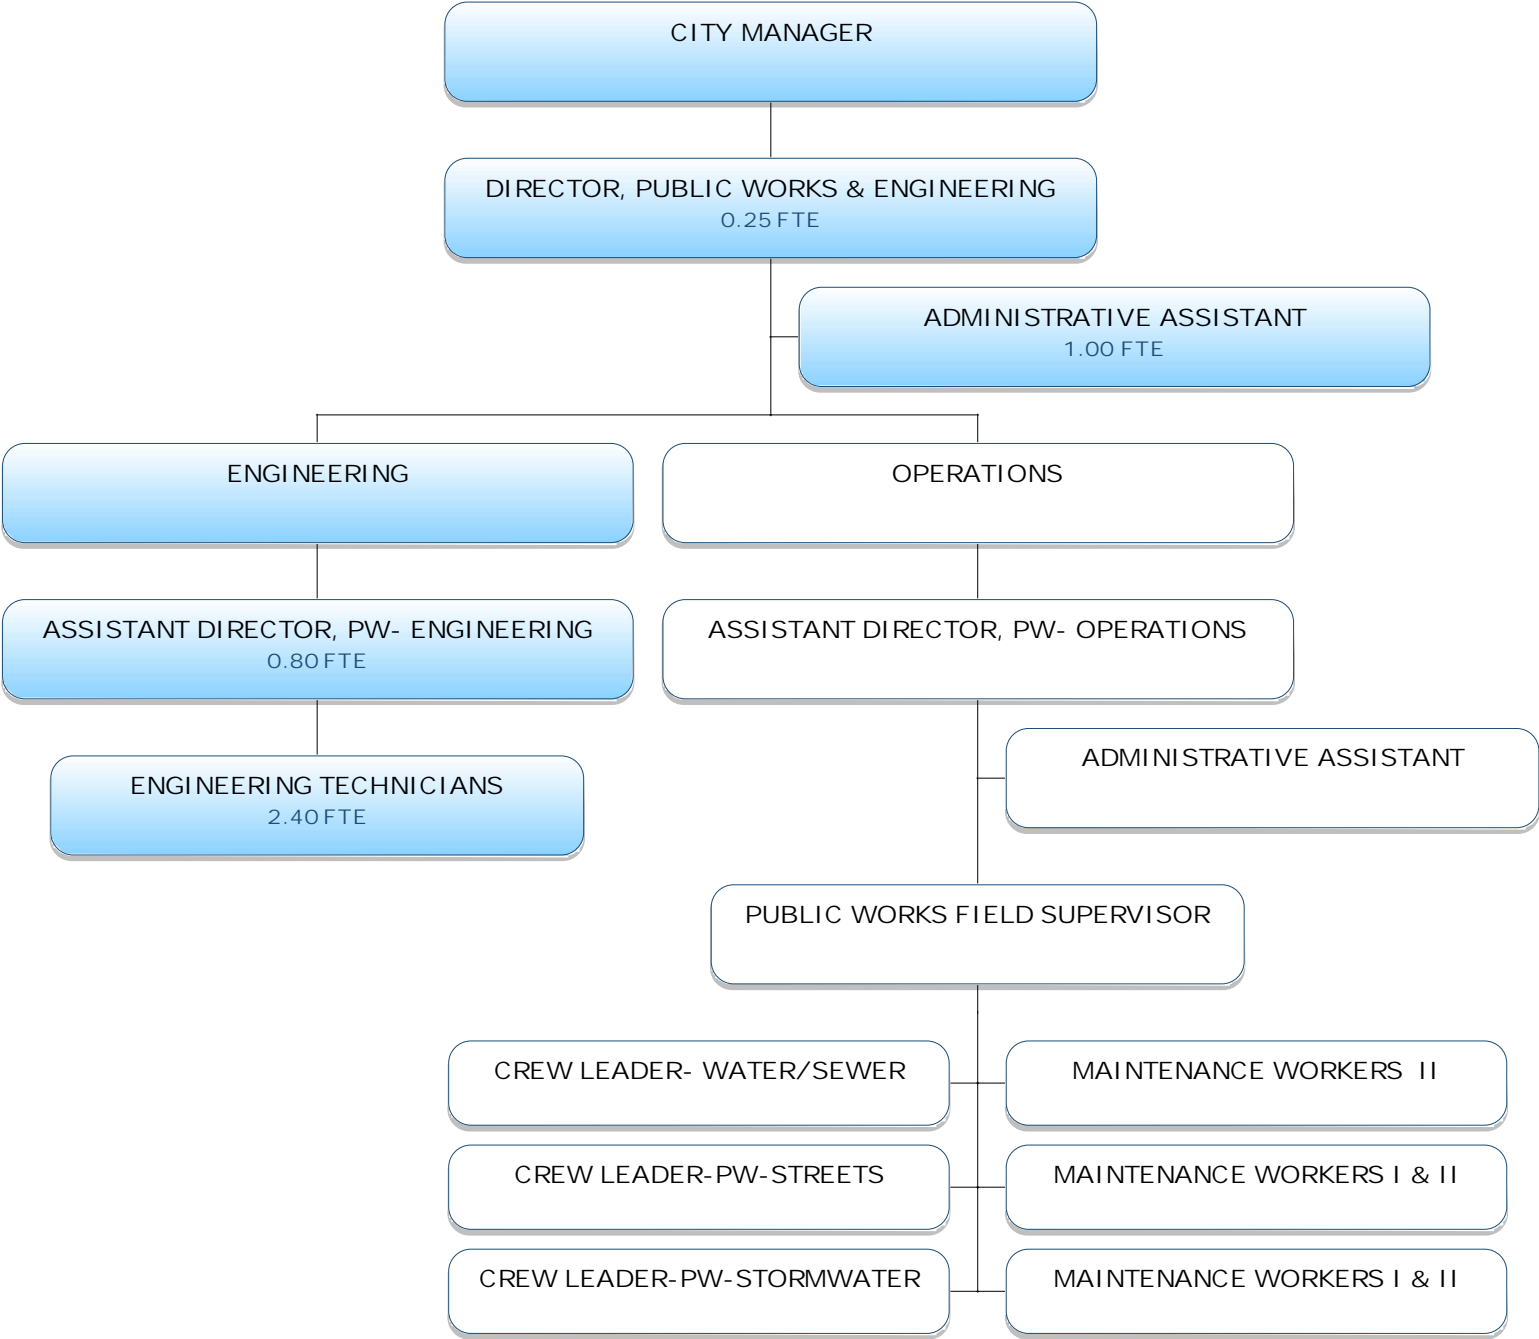 CITY MANAGER
DIRECTOR, PUBLIC WORKS & ENGINEERING
0.25 FTE
ADMINISTRATIVE ASSISTANT
1.00 FTE
ENGINEERING
OPERATIONS
ASSISTANT DIRECTOR, PW- ENGINEERING
0.80 FTE
ASSISTANT DIRECTOR, PW- OPERATIONS
ENGINEERING TECHNICIANS
2.40 FTE
ADMINISTRATIVE ASSISTANT
PUBLIC WORKS FIELD SUPERVISOR
CREW LEADER- WATER/SEWER
MAINTENANCE WORKERS II
CREW LEADER-PW-STREETS
MAINTENANCE WORKERS I & II
CREW LEADER-PW-STORMWATER
MAINTENANCE WORKERS I & II